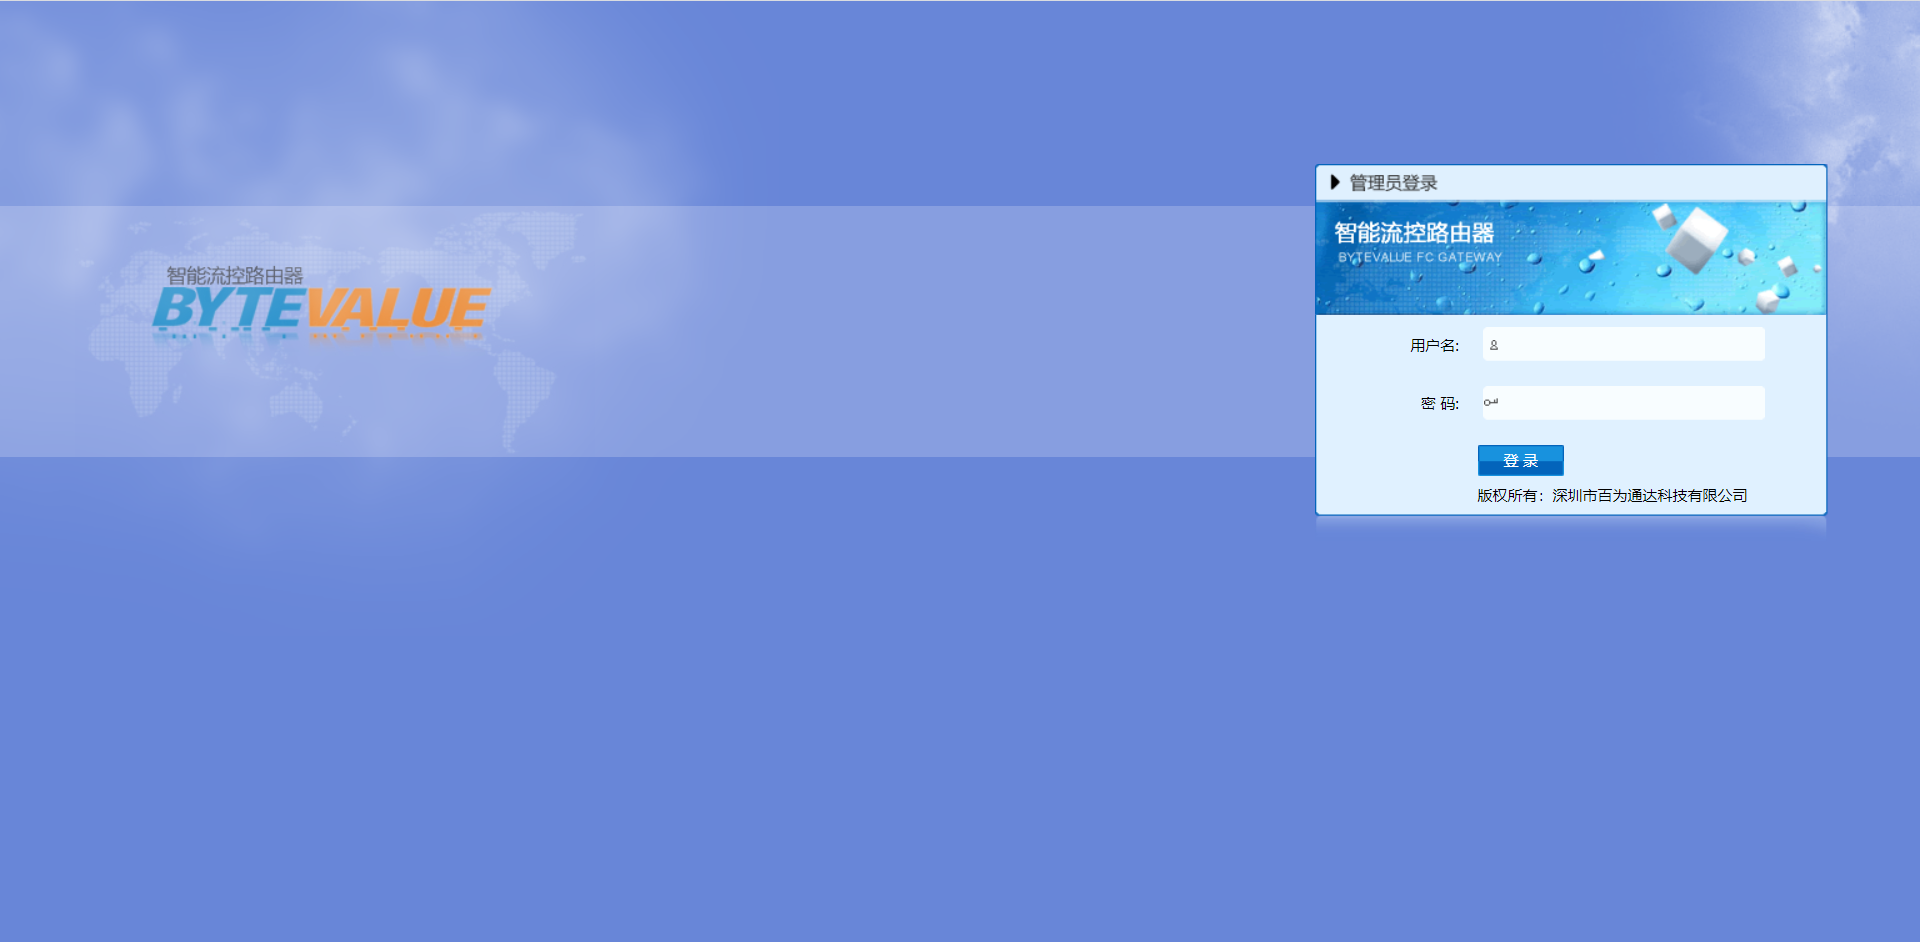 智能流控路由器
BYTEVALUE
管理员登录
智能流控路由器
BYTEVALUE FC GATEWAY
用户名:
密 码:
登 录
版权所有：深圳市百为通达科技有限公司